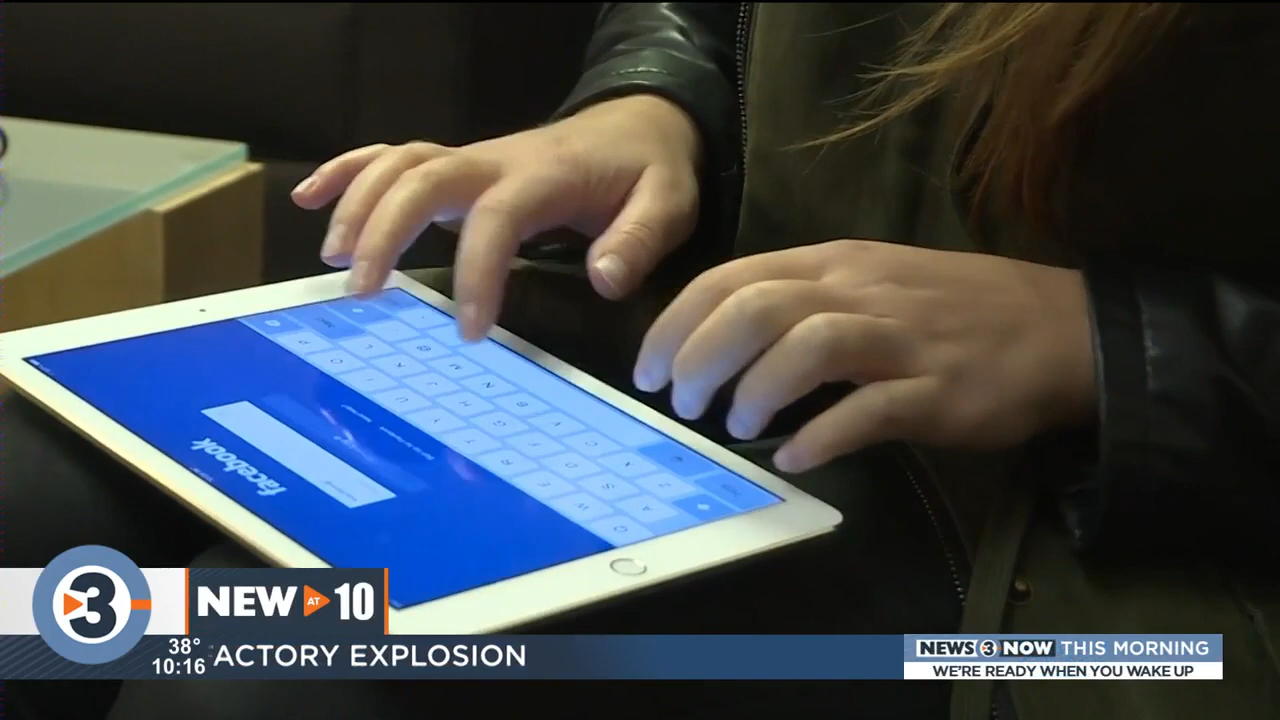 facebook
P
O
L
I
K
@
U
J
M
Y
H
N
T
G
B
R
F
V
E
D
C
W
S
X
Q
A
Z
3
NEW AT 10
38°
10:16
ACTORY EXPLOSION
NEWS 3 NOW THIS MORNING
WE'RE READY WHEN YOU WAKE UP